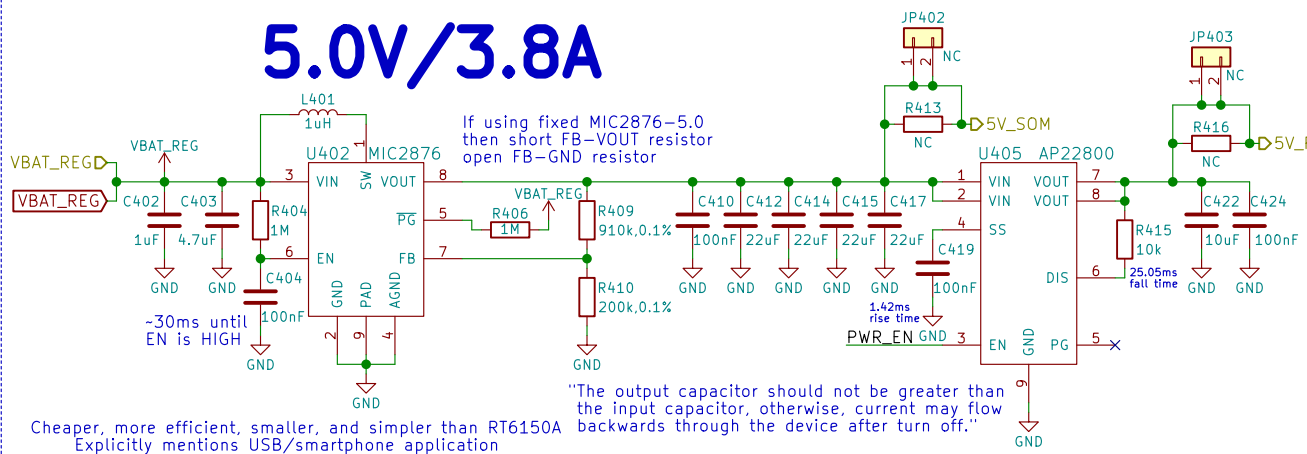 5.0V/3.8A
JP402
1 2
NC
R413
NC
5V_SOM
JP403
1 2
NC
R416
NC
L401
1uH
If using fixed MIC2876-5.0
then short FB-VOUT resistor
open FB-GND resistor
VBAT_REG
VBAT_REG
VBAT_REG
C402
1uF
GND
C403
4.7uF
GND
R404
1M
C404
100nF
GND
~30ms until
EN is HIGH
U402 MIC2876
3 VIN
1 SW
VOUT 8
PG 5
6 EN
FB 7
GND 2
PAD 9
AGND 4
GND
R406
1M
VBAT_REG
R409
910k,0.1%
R410
200k,0.1%
GND
C410
100nF
GND
C412
22uF
GND
C414
22uF
GND
C415
22uF
GND
C417
22uF
GND
C419
100nF
GND
1.42ms
rise time
PWR_EN
U405 AP22800
1 VIN
2 VIN
4 SS
3 EN
VOUT 7
VOUT 8
DIS 6
PG 5
GND 9
GND
R415
10k
25.05ms
fall time
C422
10uF
GND
C424
100nF
GND
"The output capacitor should not be greater than
the input capacitor, otherwise, current may flow
backwards through the device after turn off."
Cheaper, more efficient, smaller, and simpler than RT6150A
Explicitly mentions USB/smartphone application